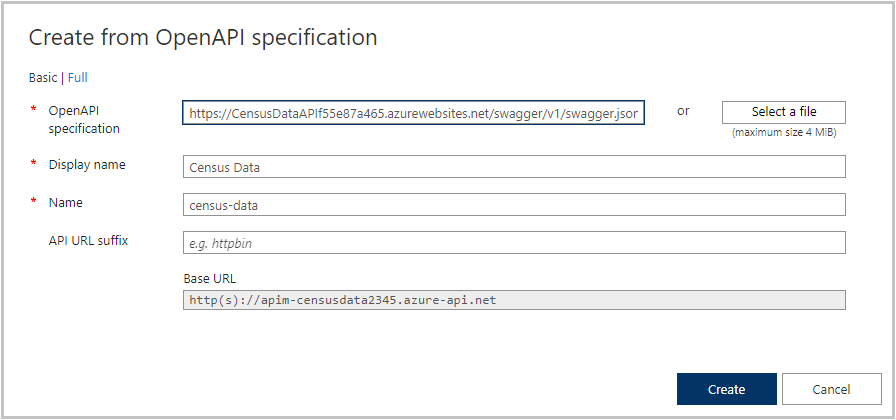 Create from OpenAPI specification
Basic | Full
* OpenAPI specification
https://CensusDataAPIf55e87a465.azurewebsites.net/swagger/v1/swagger.json
or
Select a file
(maximum size 4 MiB)
* Display name
Census Data
* Name
census-data
API URL suffix
e.g. httpbin
Base URL
http(s)://apim-censusdata2345.azure-api.net
Create
Cancel